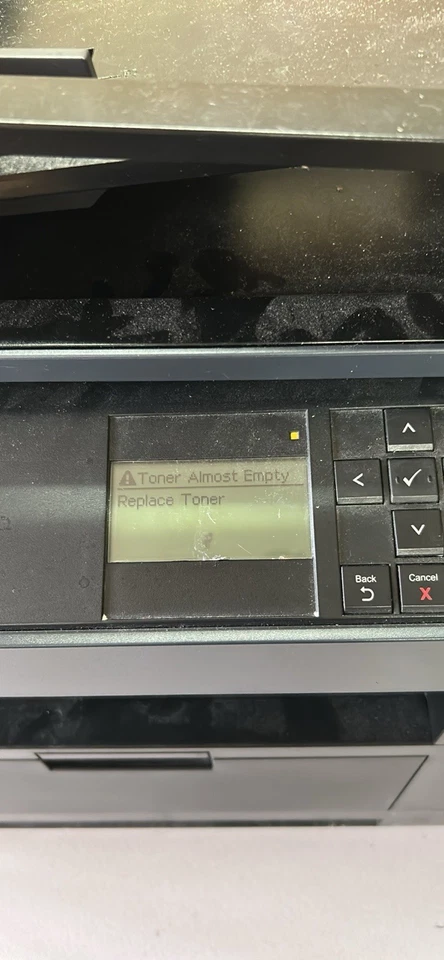 Toner Almost Empty
Replace Toner
Back
Cancel
X